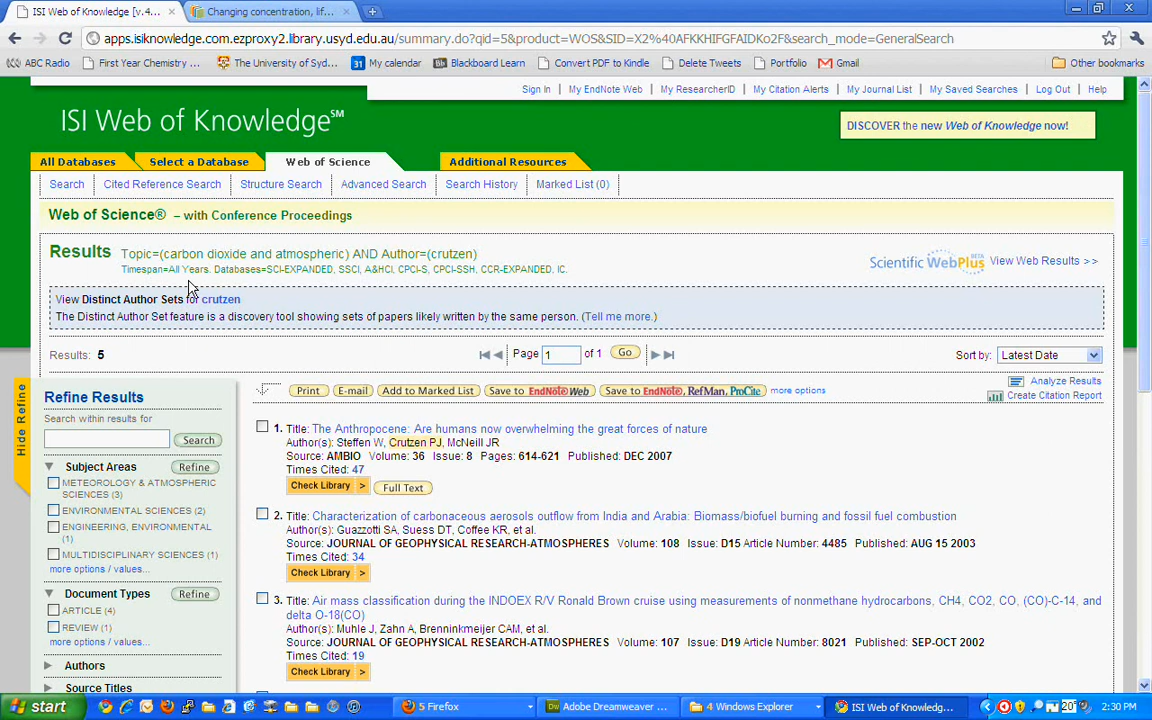 ISI Web of Knowledge [v.4...
Changing concentration, lif...
apps.isiknowledge.com.ezproxy2.library.usyd.edu.au/summary.do?qid=5&product=WOS&SID=X2%40AFKKHIFGFAIDKo2F&search_mode=GeneralSearch
ABC Radio First Year Chemistry ... The University of Syd... My calendar Blackboard Learn Convert PDF to Kindle Delete Tweets Portfolio Gmail Other bookmarks
Sign In | My EndNote Web | My ResearcherID | My Citation Alerts | My Journal List | My Saved Searches | Log Out | Help
ISI Web of Knowledge℠
DISCOVER the new Web of Knowledge now!
All Databases Select a Database Web of Science Additional Resources
Search | Cited Reference Search | Structure Search | Advanced Search | Search History | Marked List (0)
Web of Science® – with Conference Proceedings
Results Topic=(carbon dioxide and atmospheric) AND Author=(crutzen)
Timespan=All Years. Databases=SCI-EXPANDED, SSCI, A&HCI, CPCI-S, CPCI-SSH, CCR-EXPANDED, IC.
Scientific WebPlus BETA View Web Results >>
View Distinct Author Sets for crutzen
The Distinct Author Set feature is a discovery tool showing sets of papers likely written by the same person. (Tell me more.)
Results: 5
Page 1 of 1 Go
Sort by: Latest Date
Hide Refine
Refine Results
Search within results for
Search
Subject Areas Refine
METEOROLOGY & ATMOSPHERIC
SCIENCES (3)
ENVIRONMENTAL SCIENCES (2)
ENGINEERING, ENVIRONMENTAL
(1)
MULTIDISCIPLINARY SCIENCES (1)
more options / values...
Document Types Refine
ARTICLE (4)
REVIEW (1)
more options / values...
Authors
Source Titles
Print E-mail Add to Marked List Save to EndNote Web Save to EndNote, RefMan, ProCite more options
Analyze Results
Create Citation Report
1. Title: The Anthropocene: Are humans now overwhelming the great forces of nature
Author(s): Steffen W, Crutzen PJ, McNeill JR
Source: AMBIO Volume: 36 Issue: 8 Pages: 614-621 Published: DEC 2007
Times Cited: 47
Check Library > Full Text
2. Title: Characterization of carbonaceous aerosols outflow from India and Arabia: Biomass/biofuel burning and fossil fuel combustion
Author(s): Guazzotti SA, Suess DT, Coffee KR, et al.
Source: JOURNAL OF GEOPHYSICAL RESEARCH-ATMOSPHERES Volume: 108 Issue: D15 Article Number: 4485 Published: AUG 15 2003
Times Cited: 34
Check Library >
3. Title: Air mass classification during the INDOEX R/V Ronald Brown cruise using measurements of nonmethane hydrocarbons, CH4, CO2, CO, (CO)-C-14, and
delta O-18(CO)
Author(s): Muhle J, Zahn A, Brenninkmeijer CAM, et al.
Source: JOURNAL OF GEOPHYSICAL RESEARCH-ATMOSPHERES Volume: 107 Issue: D19 Article Number: 8021 Published: SEP-OCT 2002
Times Cited: 19
Check Library >
start 5 Firefox Adobe Dreamweaver ... 4 Windows Explorer ISI Web of Knowledg... 20° 2:30 PM